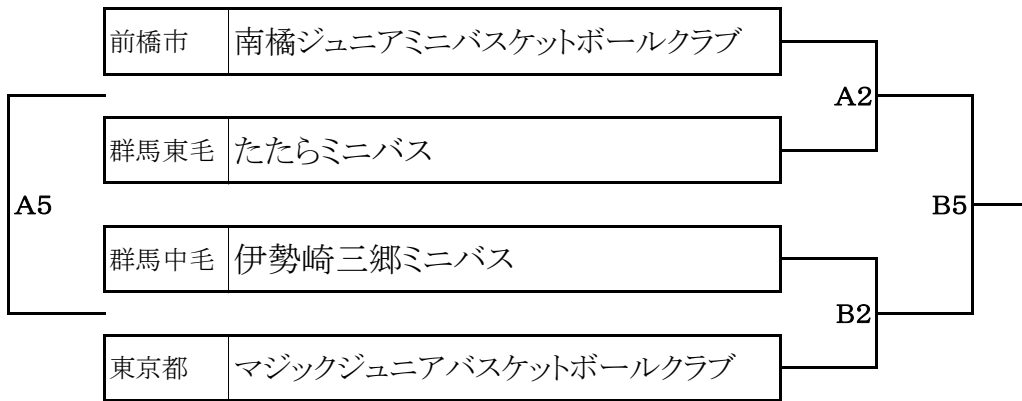 前橋市 南橘ジュニアミニバスケットボールクラブ
A2
群馬東毛 たたらミニバス
A5
B5
群馬中毛 伊勢崎三郷ミニバス
B2
東京都 マジックジュニアバスケットボールクラブ